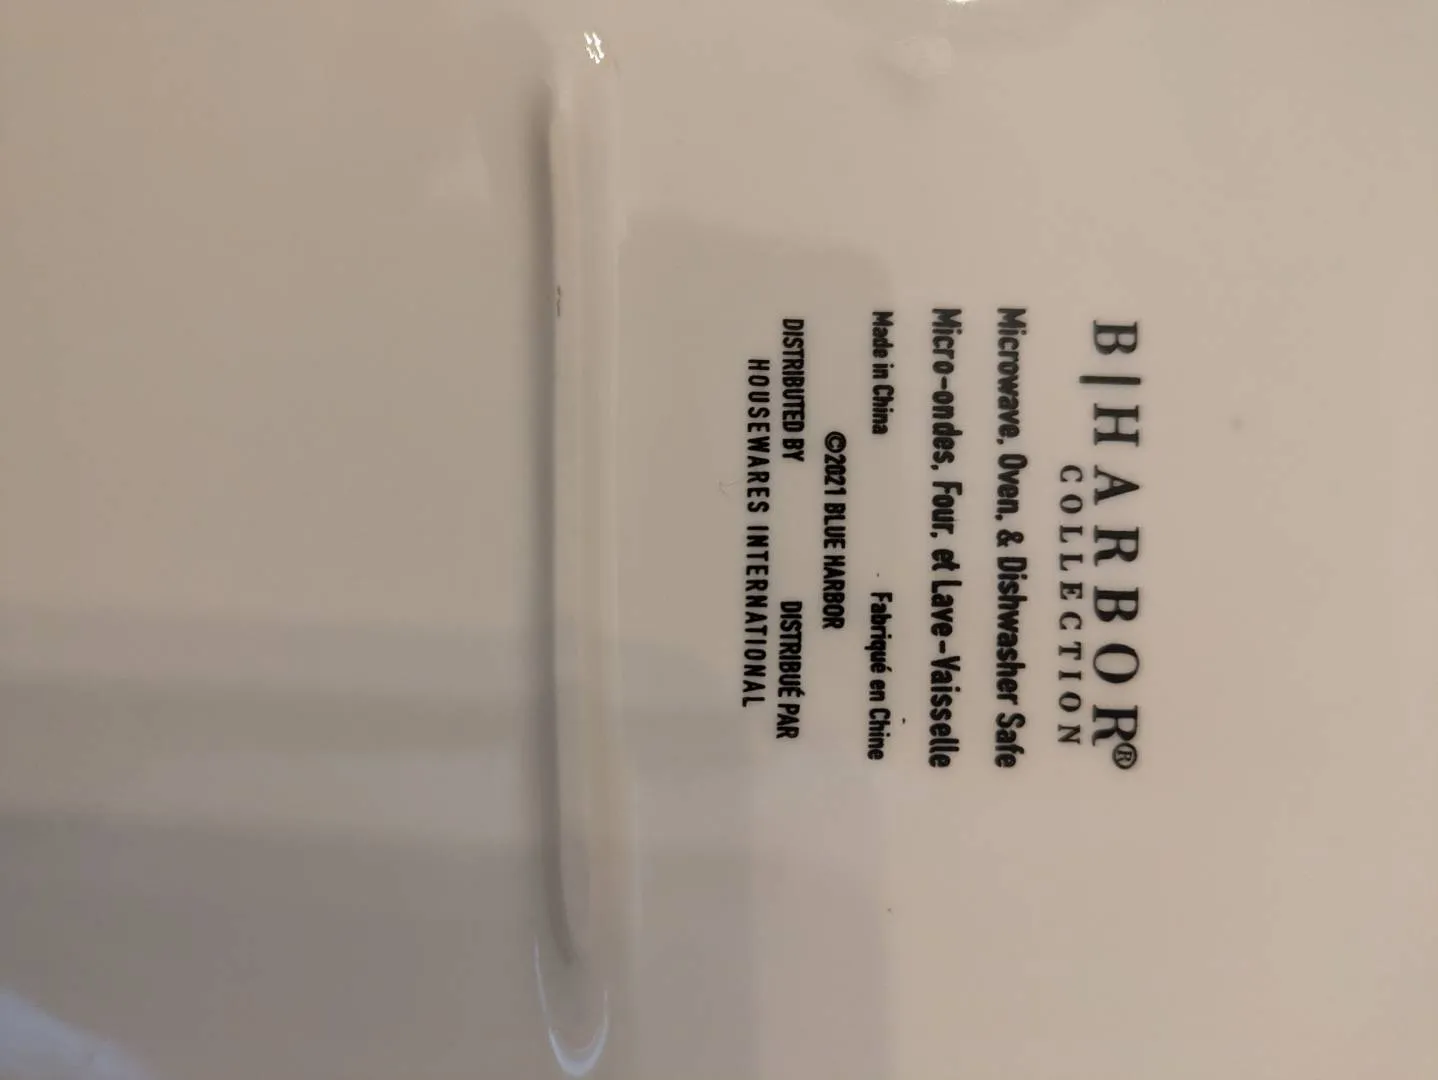 B|HARBOR®
COLLECTION
Microwave, Oven, & Dishwasher Safe
Micro-ondes, Four, et Lave-Vaisselle
Made in China Fabriqué en Chine
©2021 BLUE HARBOR
DISTRIBUTED BY DISTRIBUÉ PAR
HOUSEWARES INTERNATIONAL